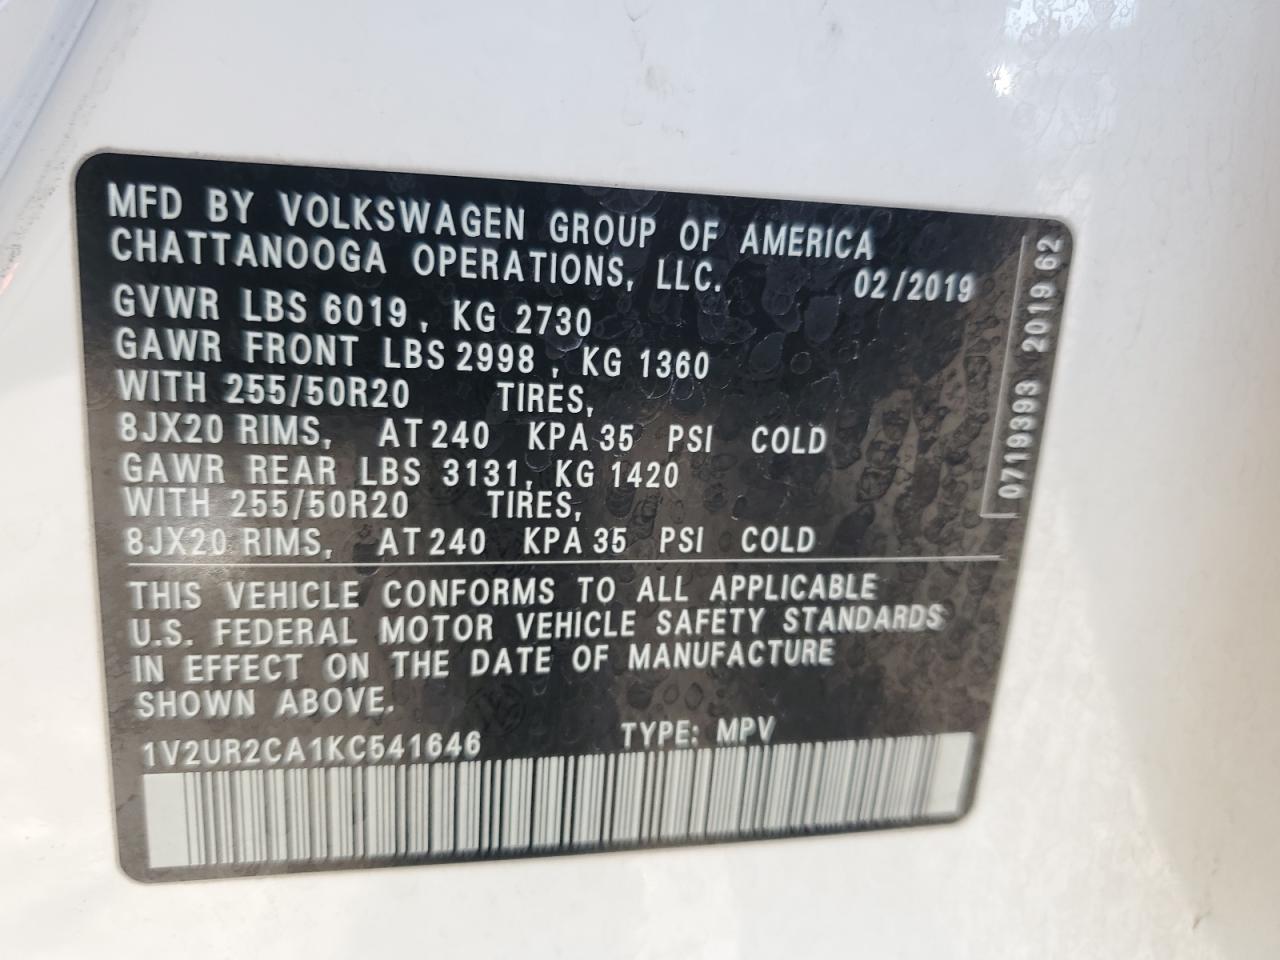 MFD BY VOLKSWAGEN GROUP OF AMERICA
CHATTANOOGA OPERATIONS, LLC. 02/2019
GVWR LBS 6019, KG 2730
GAWR FRONT LBS 2998, KG 1360
WITH 255/50R20 TIRES,
8JX20 RIMS, AT 240 KPA 35 PSI COLD
GAWR REAR LBS 3131, KG 1420
WITH 255/50R20 TIRES,
8JX20 RIMS, AT 240 KPA 35 PSI COLD
THIS VEHICLE CONFORMS TO ALL APPLICABLE
U.S. FEDERAL MOTOR VEHICLE SAFETY STANDARDS
IN EFFECT ON THE DATE OF MANUFACTURE
SHOWN ABOVE.
1V2UR2CA1KC541646 TYPE: MPV
0719393 2019 62